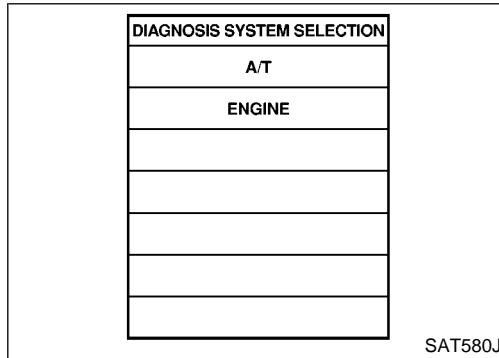 DIAGNOSIS SYSTEM SELECTION
A/T
ENGINE
SAT580J